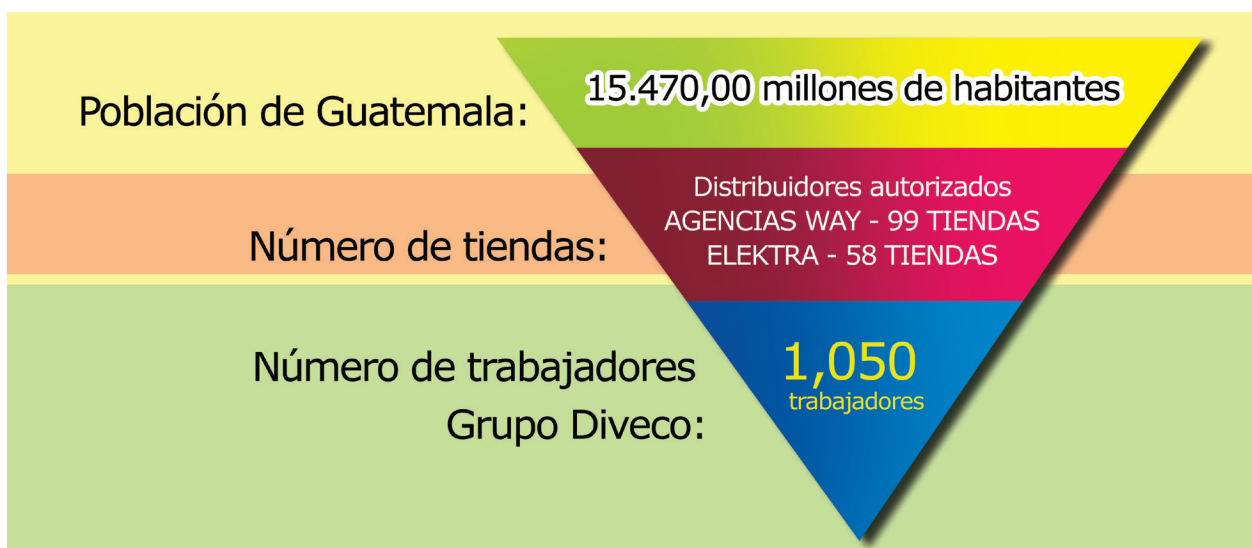 Población de Guatemala:
15.470,00 millones de habitantes
Número de tiendas:
Distribuidores autorizados
AGENCIAS WAY - 99 TIENDAS
ELEKTRA - 58 TIENDAS
Número de trabajadores
Grupo Diveco:
1,050
trabajadores